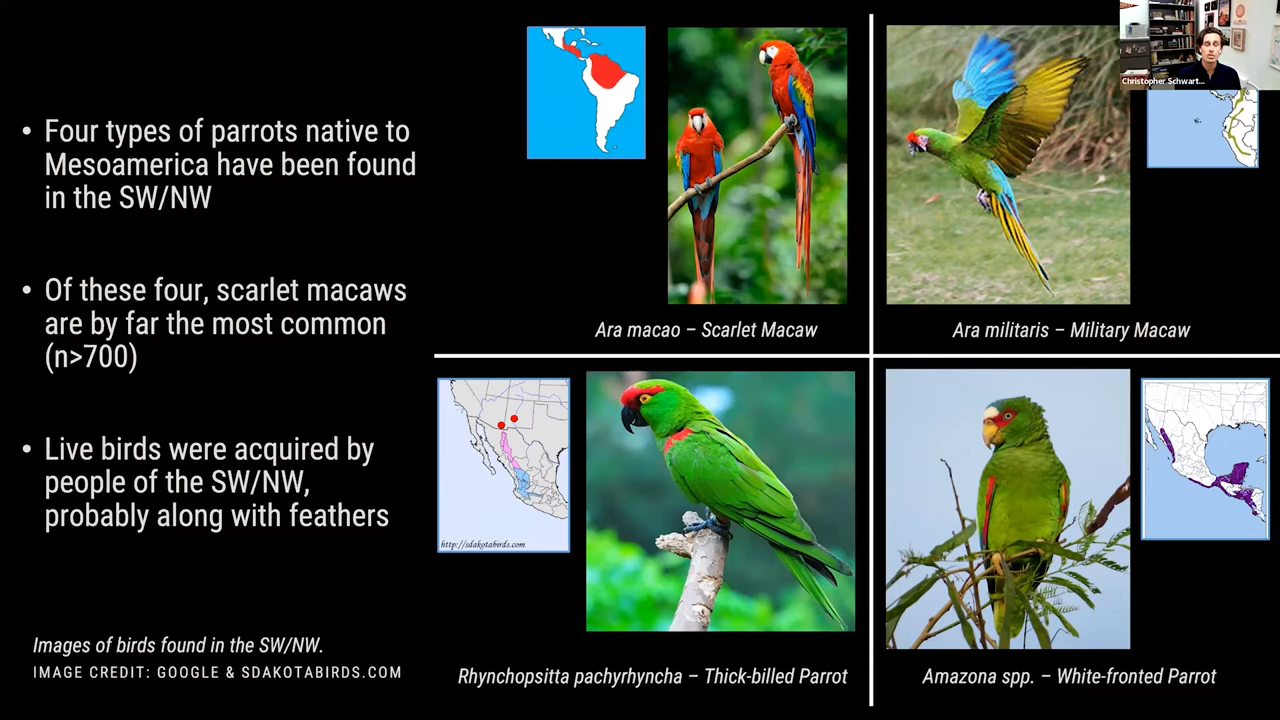 • Four types of parrots native to
Mesoamerica have been found
in the SW/NW
• Of these four, scarlet macaws
are by far the most common
(n>700)
• Live birds were acquired by
people of the SW/NW,
probably along with feathers
Images of birds found in the SW/NW.
IMAGE CREDIT: GOOGLE & SDAKOTABIRDS.COM
Ara macao – Scarlet Macaw
Christopher Schwart...
Ara militaris – Military Macaw
http://sdakotabirds.com
Rhynchopsitta pachyrhyncha – Thick-billed Parrot
Amazona spp. – White-fronted Parrot